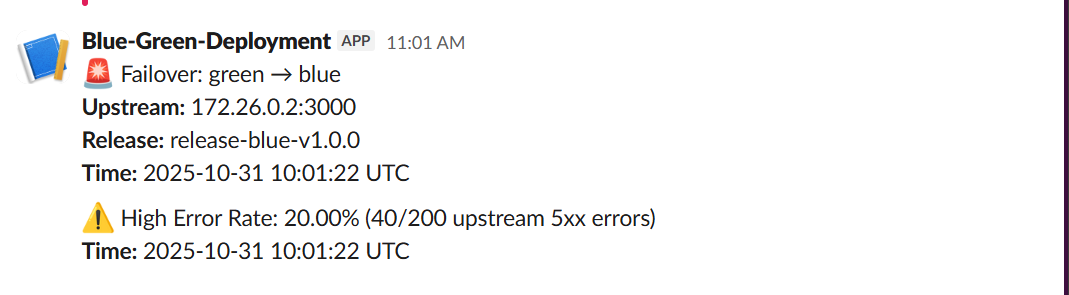 Blue-Green-Deployment APP 11:01 AM
🚨 Failover: green → blue
Upstream: 172.26.0.2:3000
Release: release-blue-v1.0.0
Time: 2025-10-31 10:01:22 UTC
⚠️ High Error Rate: 20.00% (40/200 upstream 5xx errors)
Time: 2025-10-31 10:01:22 UTC